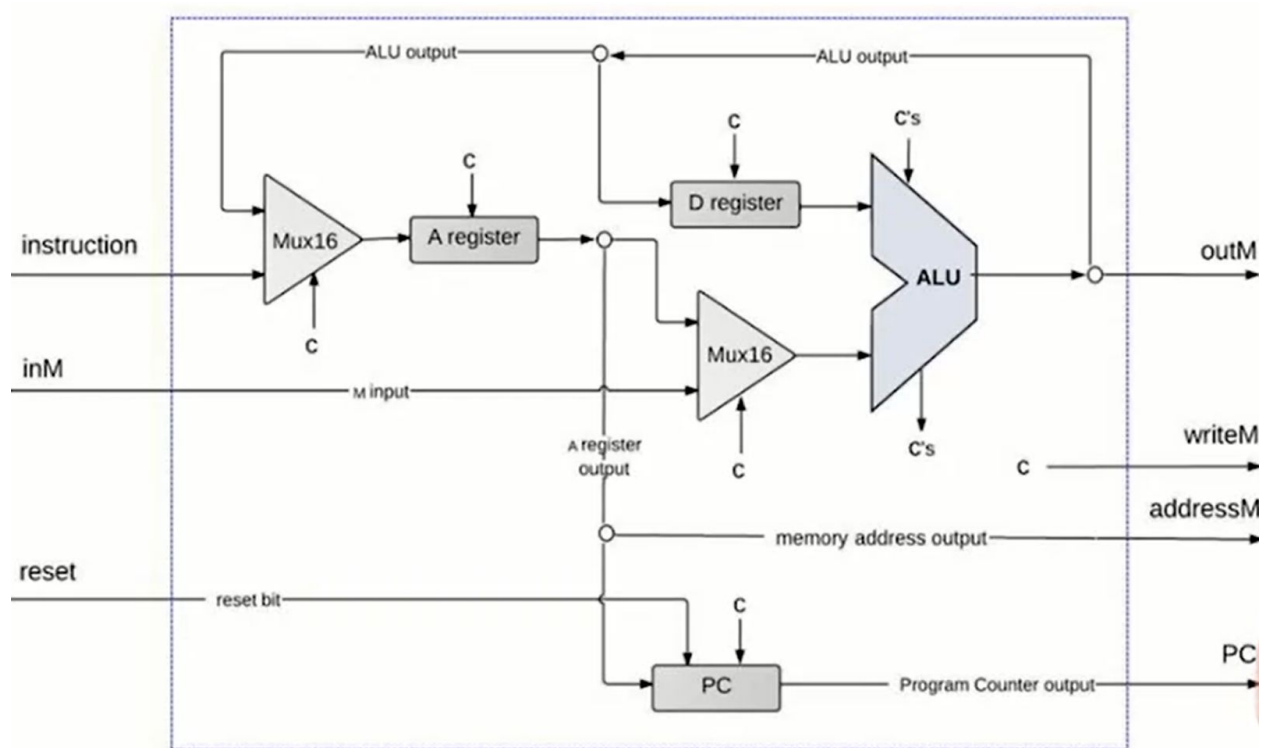 ALU output
ALU output
C
C's
C
D register
instruction
Mux16
A register
outM
ALU
C
Mux16
inM
M input
A register
output
C
C's
writeM
C
addressM
memory address output
reset
reset bit
C
PC
PC
Program Counter output